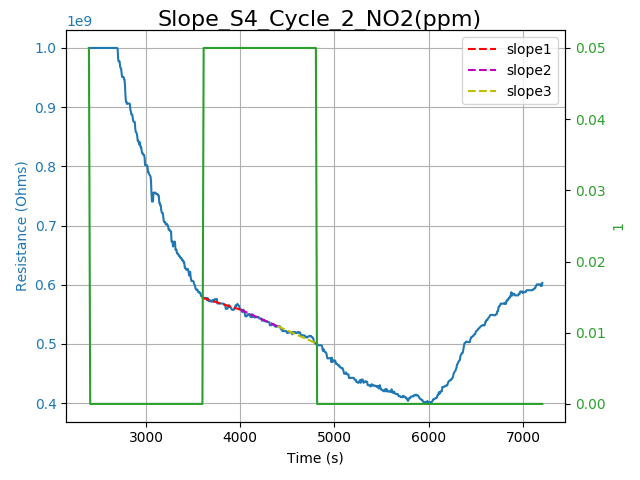 Slope_S4_Cycle_2_NO2(ppm)
1e9
1.0
0.9
0.8
0.7
0.6
0.5
0.4
Resistance (Ohms)
slope1
slope2
slope3
0.05
0.04
0.03
0.02
0.01
0.00
1
3000 4000 5000 6000 7000
Time (s)